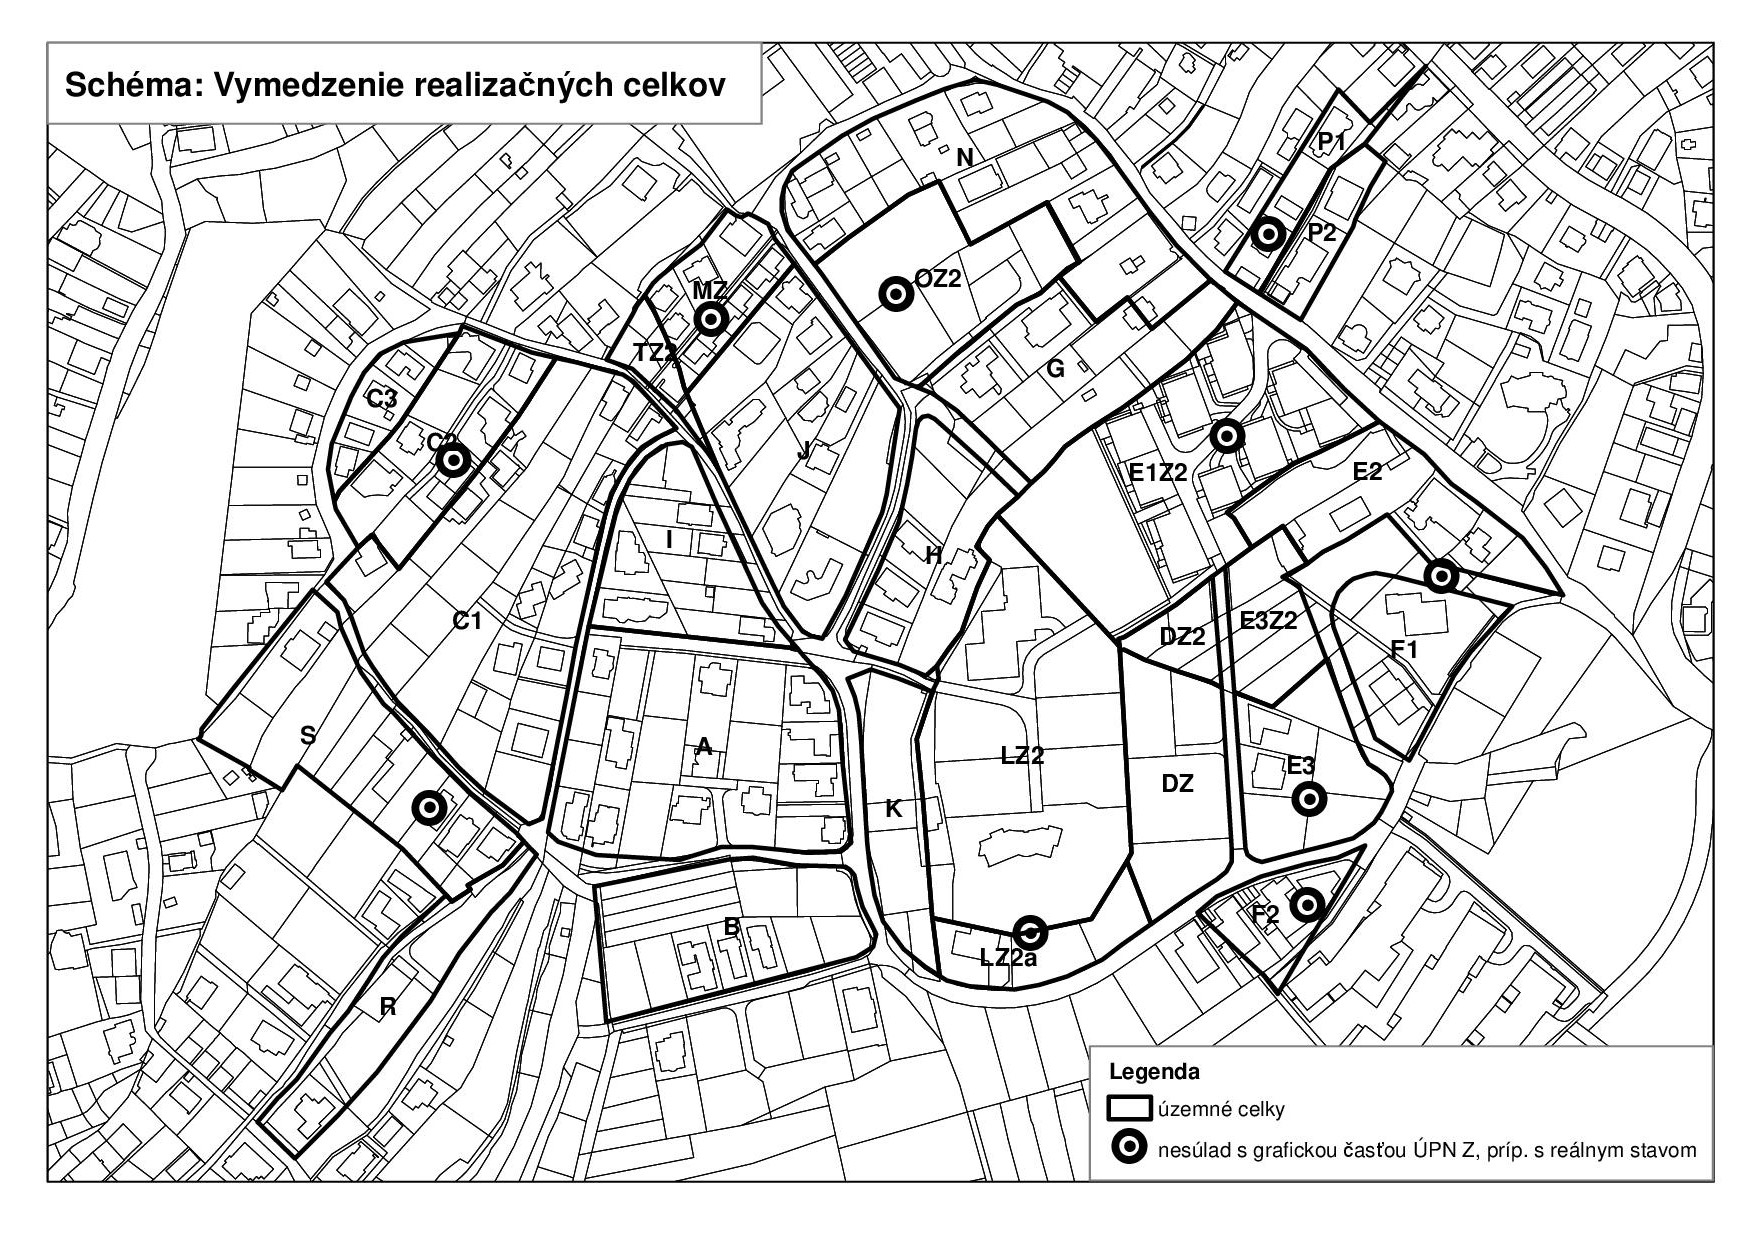 Schéma: Vymedzenie realizačných celkov
N
P1
P2
OZ2
MZ
TZ2
G
C3
C2
J
E1Z2
E2
I
H
C1
DZ2
E3Z2
F1
S
A
LZ2
DZ
E3
K
B
F2
LZ2a
R
Legenda
územné celky
nesúlad s grafickou časťou ÚPN Z, príp. s reálnym stavom